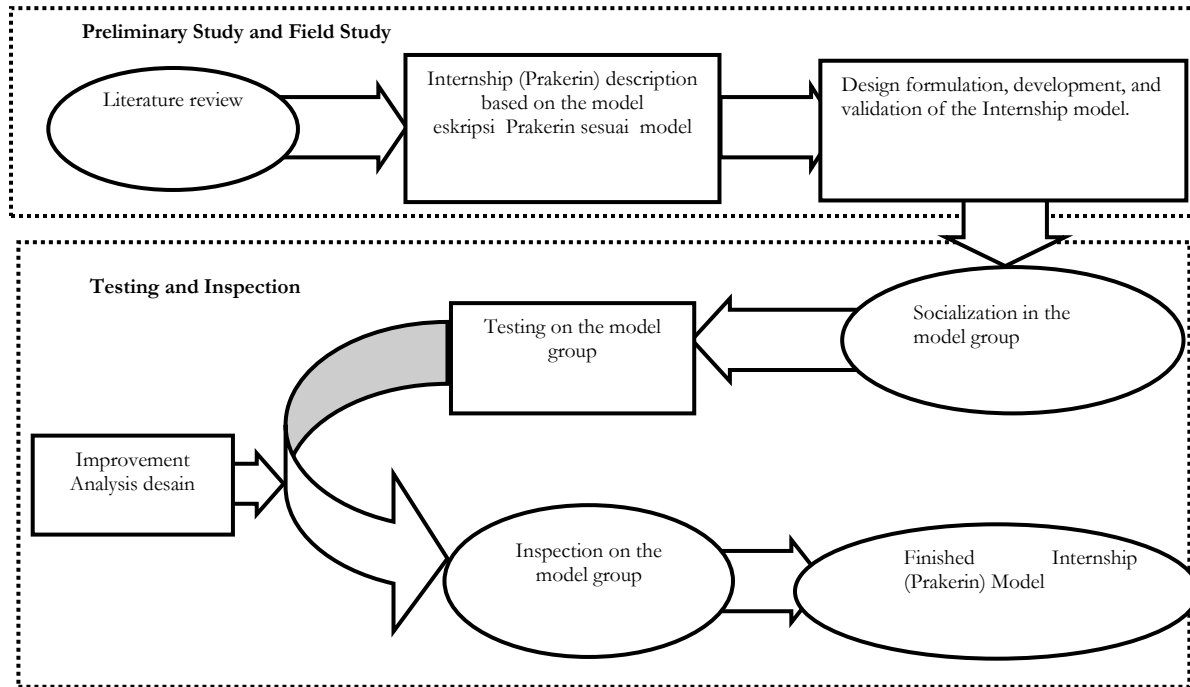 Preliminary Study and Field Study
Literature review
Internship (Prakerin) description
based on the model
eskripsi Prakerin sesuai model
Design formulation, development, and
validation of the Internship model.
Testing and Inspection
Socialization in the
model group
Testing on the model
group
Improvement
Analysis desain
Inspection on the
model group
Finished Internship
(Prakerin) Model